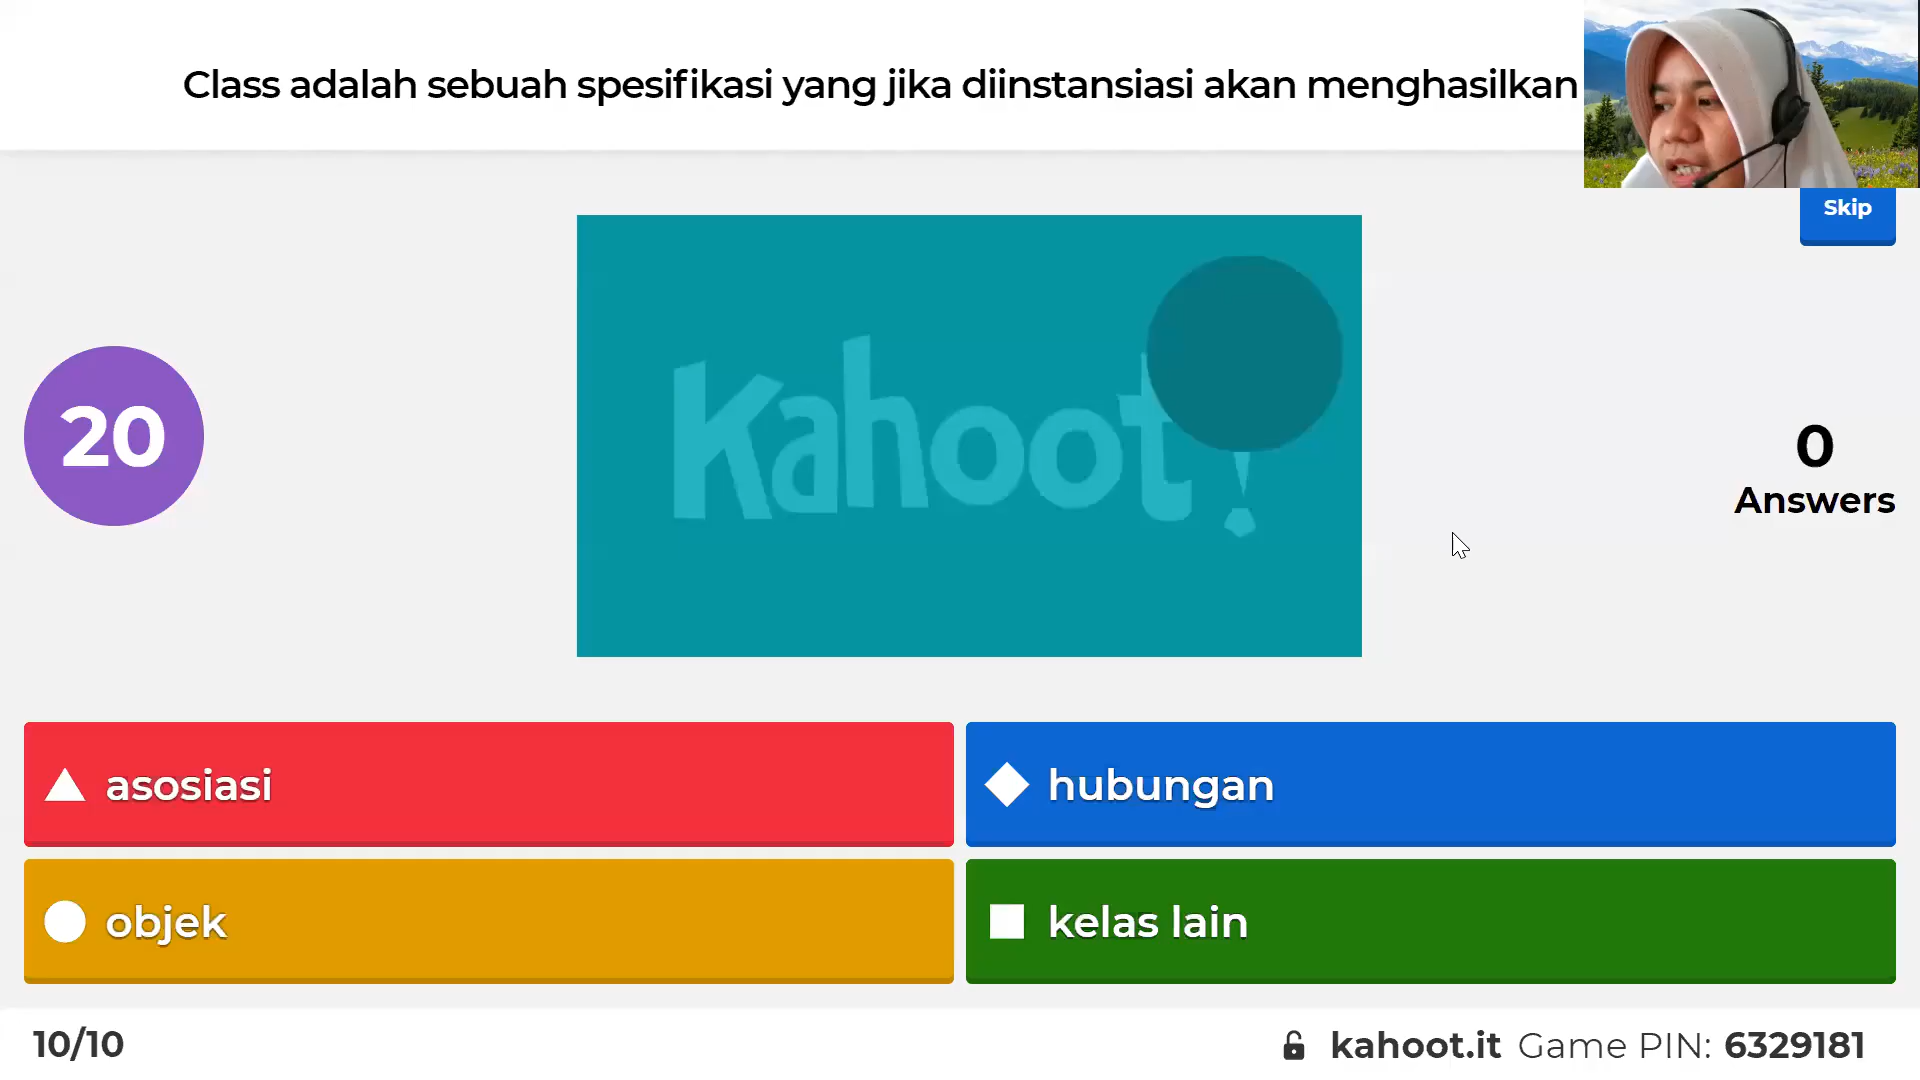 Class adalah sebuah spesifikasi yang jika diinstansiasi akan menghasilkan
Skip
20
Kahoot!
0
Answers
asosiasi
hubungan
objek
kelas lain
10/10
kahoot.it Game PIN: 6329181